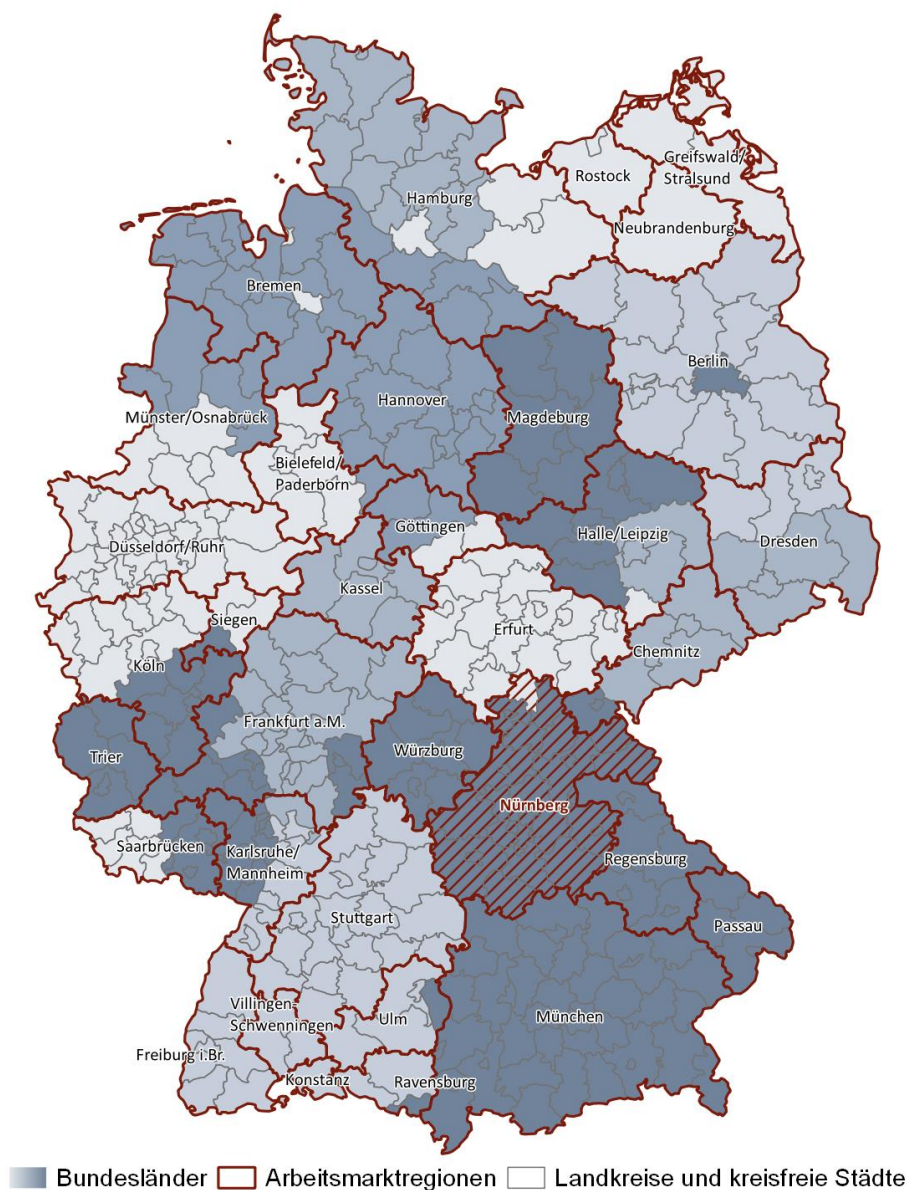 Greifswald/
Stralsund
Rostock
Hamburg
Neubrandenburg
Bremen
Berlin
Hannover
Münster/Osnabrück
Magdeburg
Bielefeld/
Paderborn
Göttingen
Halle/Leipzig
Düsseldorf/Ruhr
Dresden
Kassel
Siegen
Erfurt
Chemnitz
Köln
Frankfurt a.M.
Trier
Würzburg
Nürnberg
Saarbrücken
Karlsruhe/
Mannheim
Regensburg
Stuttgart
Passau
Villingen-
Schwenningen
Ulm
München
Freiburg i.Br.
Konstanz
Ravensburg
Bundesländer Arbeitsmarktregionen Landkreise und kreisfreie Städte